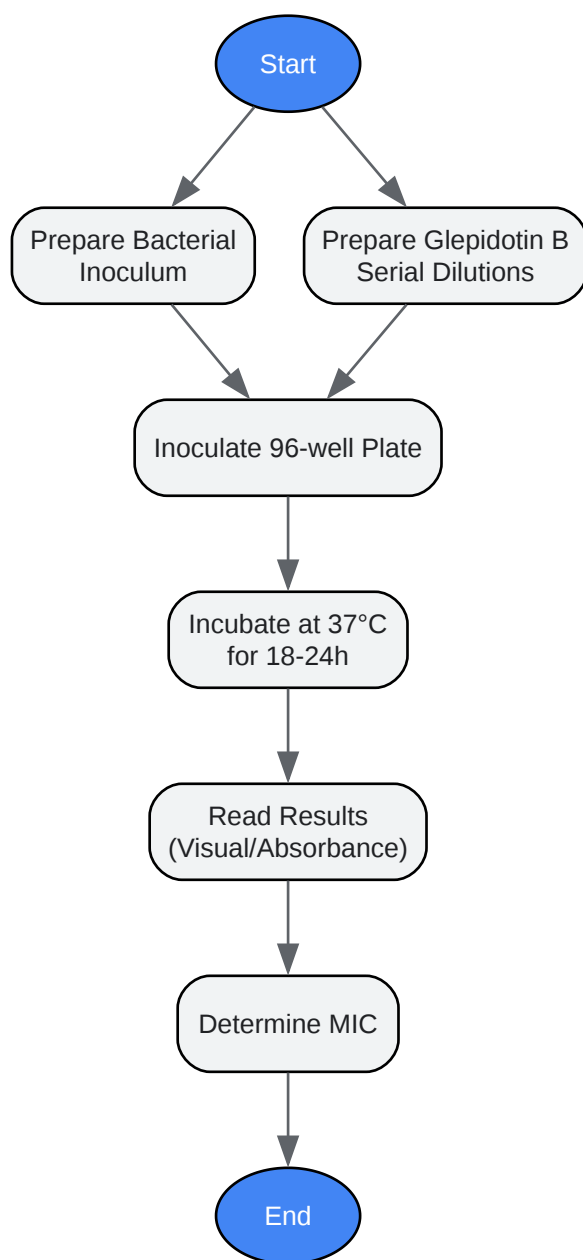 Start
Prepare Bacterial
Inoculum
Prepare Glepidotin B
Serial Dilutions
Inoculate 96-well Plate
Incubate at 37°C
for 18-24h
Read Results
(Visual/Absorbance)
Determine MIC
End